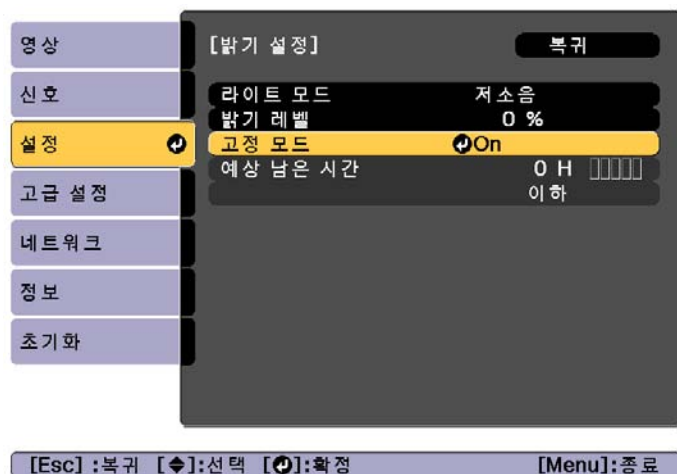 영상
신호
설정
고급 설정
네트워크
정보
초기화
[밝기 설정]
복귀
라이트 모드 저소음
밝기 레벨 0 %
고정 모드 On
예상 남은 시간 0 H
이하
[Esc] :복귀 [◆]:선택 [↵]:확정 [Menu]:종료